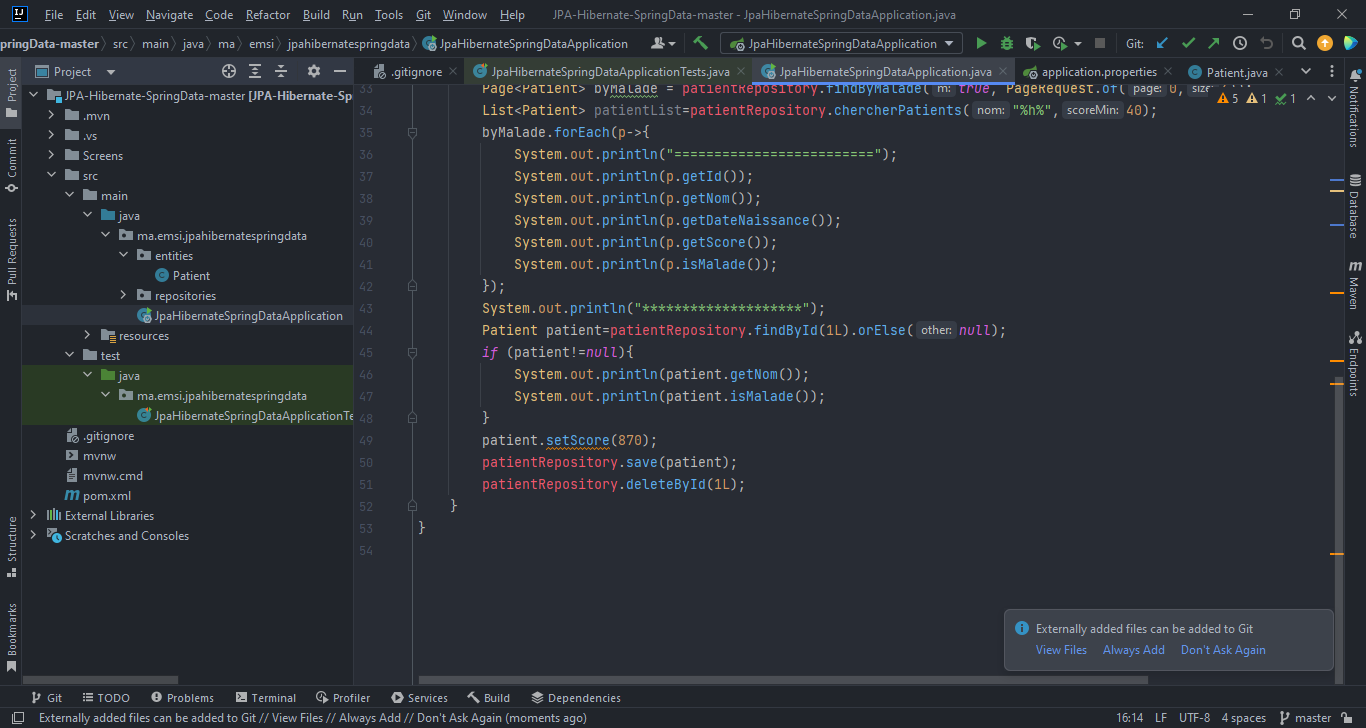 File Edit View Navigate Code Refactor Build Run Tools Git Window Help JPA-Hibernate-SpringData-master - JpaHibernateSpringDataApplication.java
pringData-master src main java ma emsi jpahibernatespringdata JpaHibernateSpringDataApplication JpaHibernateSpringDataApplication Git:
Project .gitignore JpaHibernateSpringDataApplicationTests.java JpaHibernateSpringDataApplication.java application.properties Patient.java
Project
Commit
Pull Requests
Structure
Bookmarks
JPA-Hibernate-SpringData-master [JPA-Hibernate-Sp
.mvn
.vs
Screens
src
main
java
ma.emsi.jpahibernatespringdata
entities
Patient
repositories
JpaHibernateSpringDataApplication
resources
test
java
ma.emsi.jpahibernatespringdata
JpaHibernateSpringDataApplicationTe
.gitignore
mvnw
mvnw.cmd
pom.xml
External Libraries
Scratches and Consoles
33 Page<Patient> byMalade = patientRepository.findByMalade( m: true, PageRequest.of( page: 0,
5 1 1
34 List<Patient> patientList=patientRepository.chercherPatients( nom: "%h%", scoreMin: 40);
35 byMalade.forEach(p->{
36 System.out.println("=========================");
37 System.out.println(p.getId());
38 System.out.println(p.getNom());
39 System.out.println(p.getDateNaissance());
40 System.out.println(p.getScore());
41 System.out.println(p.isMalade());
42 });
43 System.out.println("********************");
44 Patient patient=patientRepository.findById(1L).orElse( other: null);
45 if (patient!=null){
46 System.out.println(patient.getNom());
47 System.out.println(patient.isMalade());
48 }
49 patient.setScore(870);
50 patientRepository.save(patient);
51 patientRepository.deleteById(1L);
52 }
53 }
54
Notifications
Database
Maven
Endpoints
Externally added files can be added to Git
View Files Always Add Don't Ask Again
Git TODO Problems Terminal Profiler Services Build Dependencies
Externally added files can be added to Git // View Files // Always Add // Don't Ask Again (moments ago) 16:14 LF UTF-8 4 spaces master